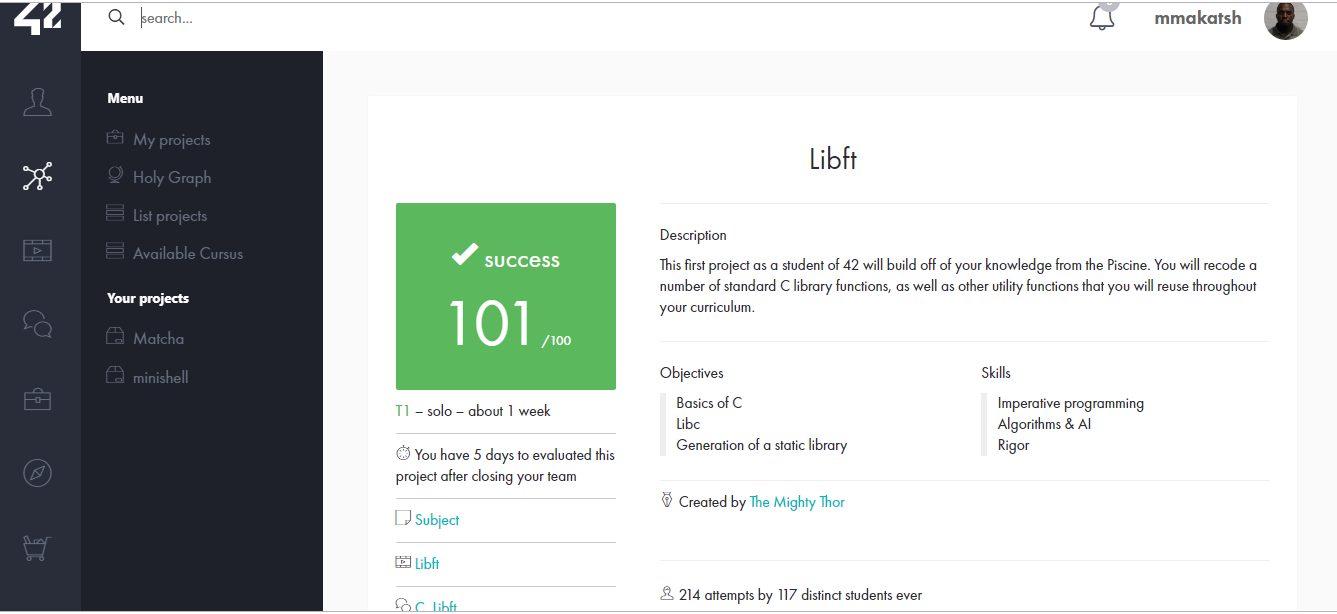 42
search...
mmakatsh
Menu
My projects
Holy Graph
List projects
Available Cursus
Your projects
Matcha
minishell
Libft
success
101 /100
T1 – solo – about 1 week
You have 5 days to evaluated this
project after closing your team
Subject
Libft
C, Libft
Description
This first project as a student of 42 will build off of your knowledge from the Piscine. You will recode a
number of standard C library functions, as well as other utility functions that you will reuse throughout
your curriculum.
Objectives
Basics of C
Libc
Generation of a static library
Skills
Imperative programming
Algorithms & AI
Rigor
Created by The Mighty Thor
214 attempts by 117 distinct students ever